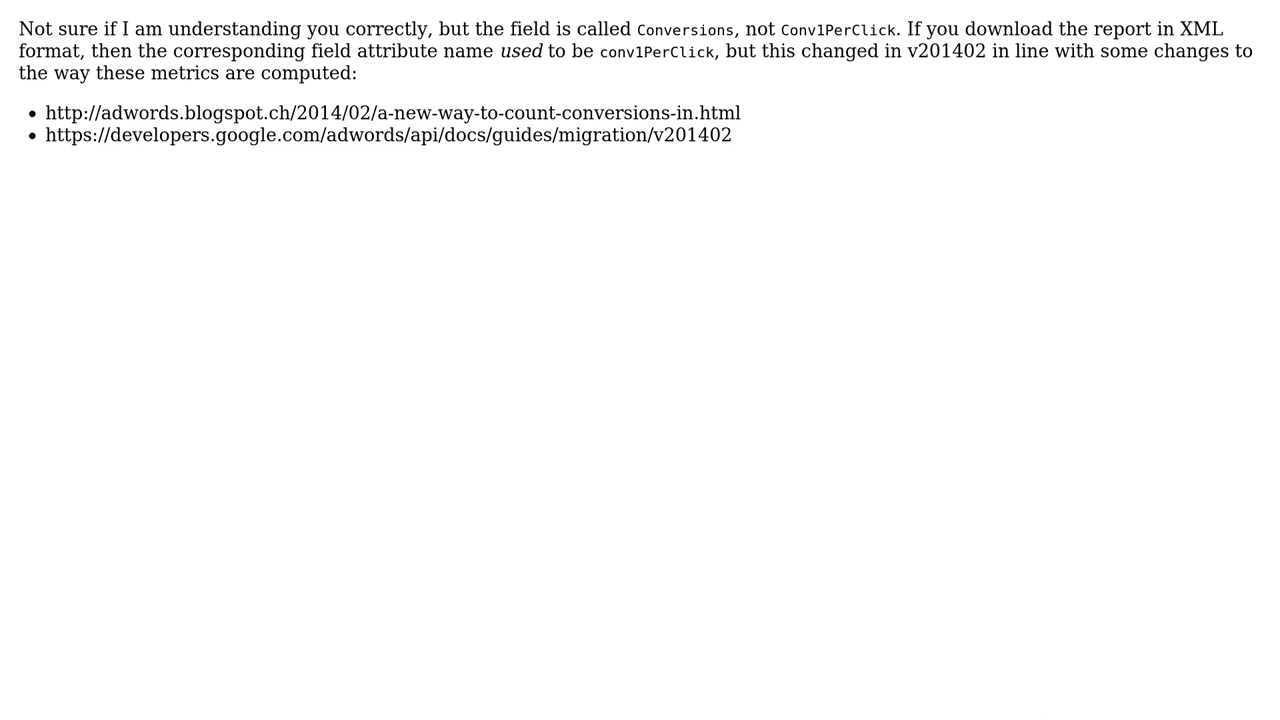 Not sure if I am understanding you correctly, but the field is called Conversions, not Conv1PerClick. If you download the report in XML
format, then the corresponding field attribute name used to be conv1PerClick, but this changed in v201402 in line with some changes to
the way these metrics are computed:
• http://adwords.blogspot.ch/2014/02/a-new-way-to-count-conversions-in.html
• https://developers.google.com/adwords/api/docs/guides/migration/v201402